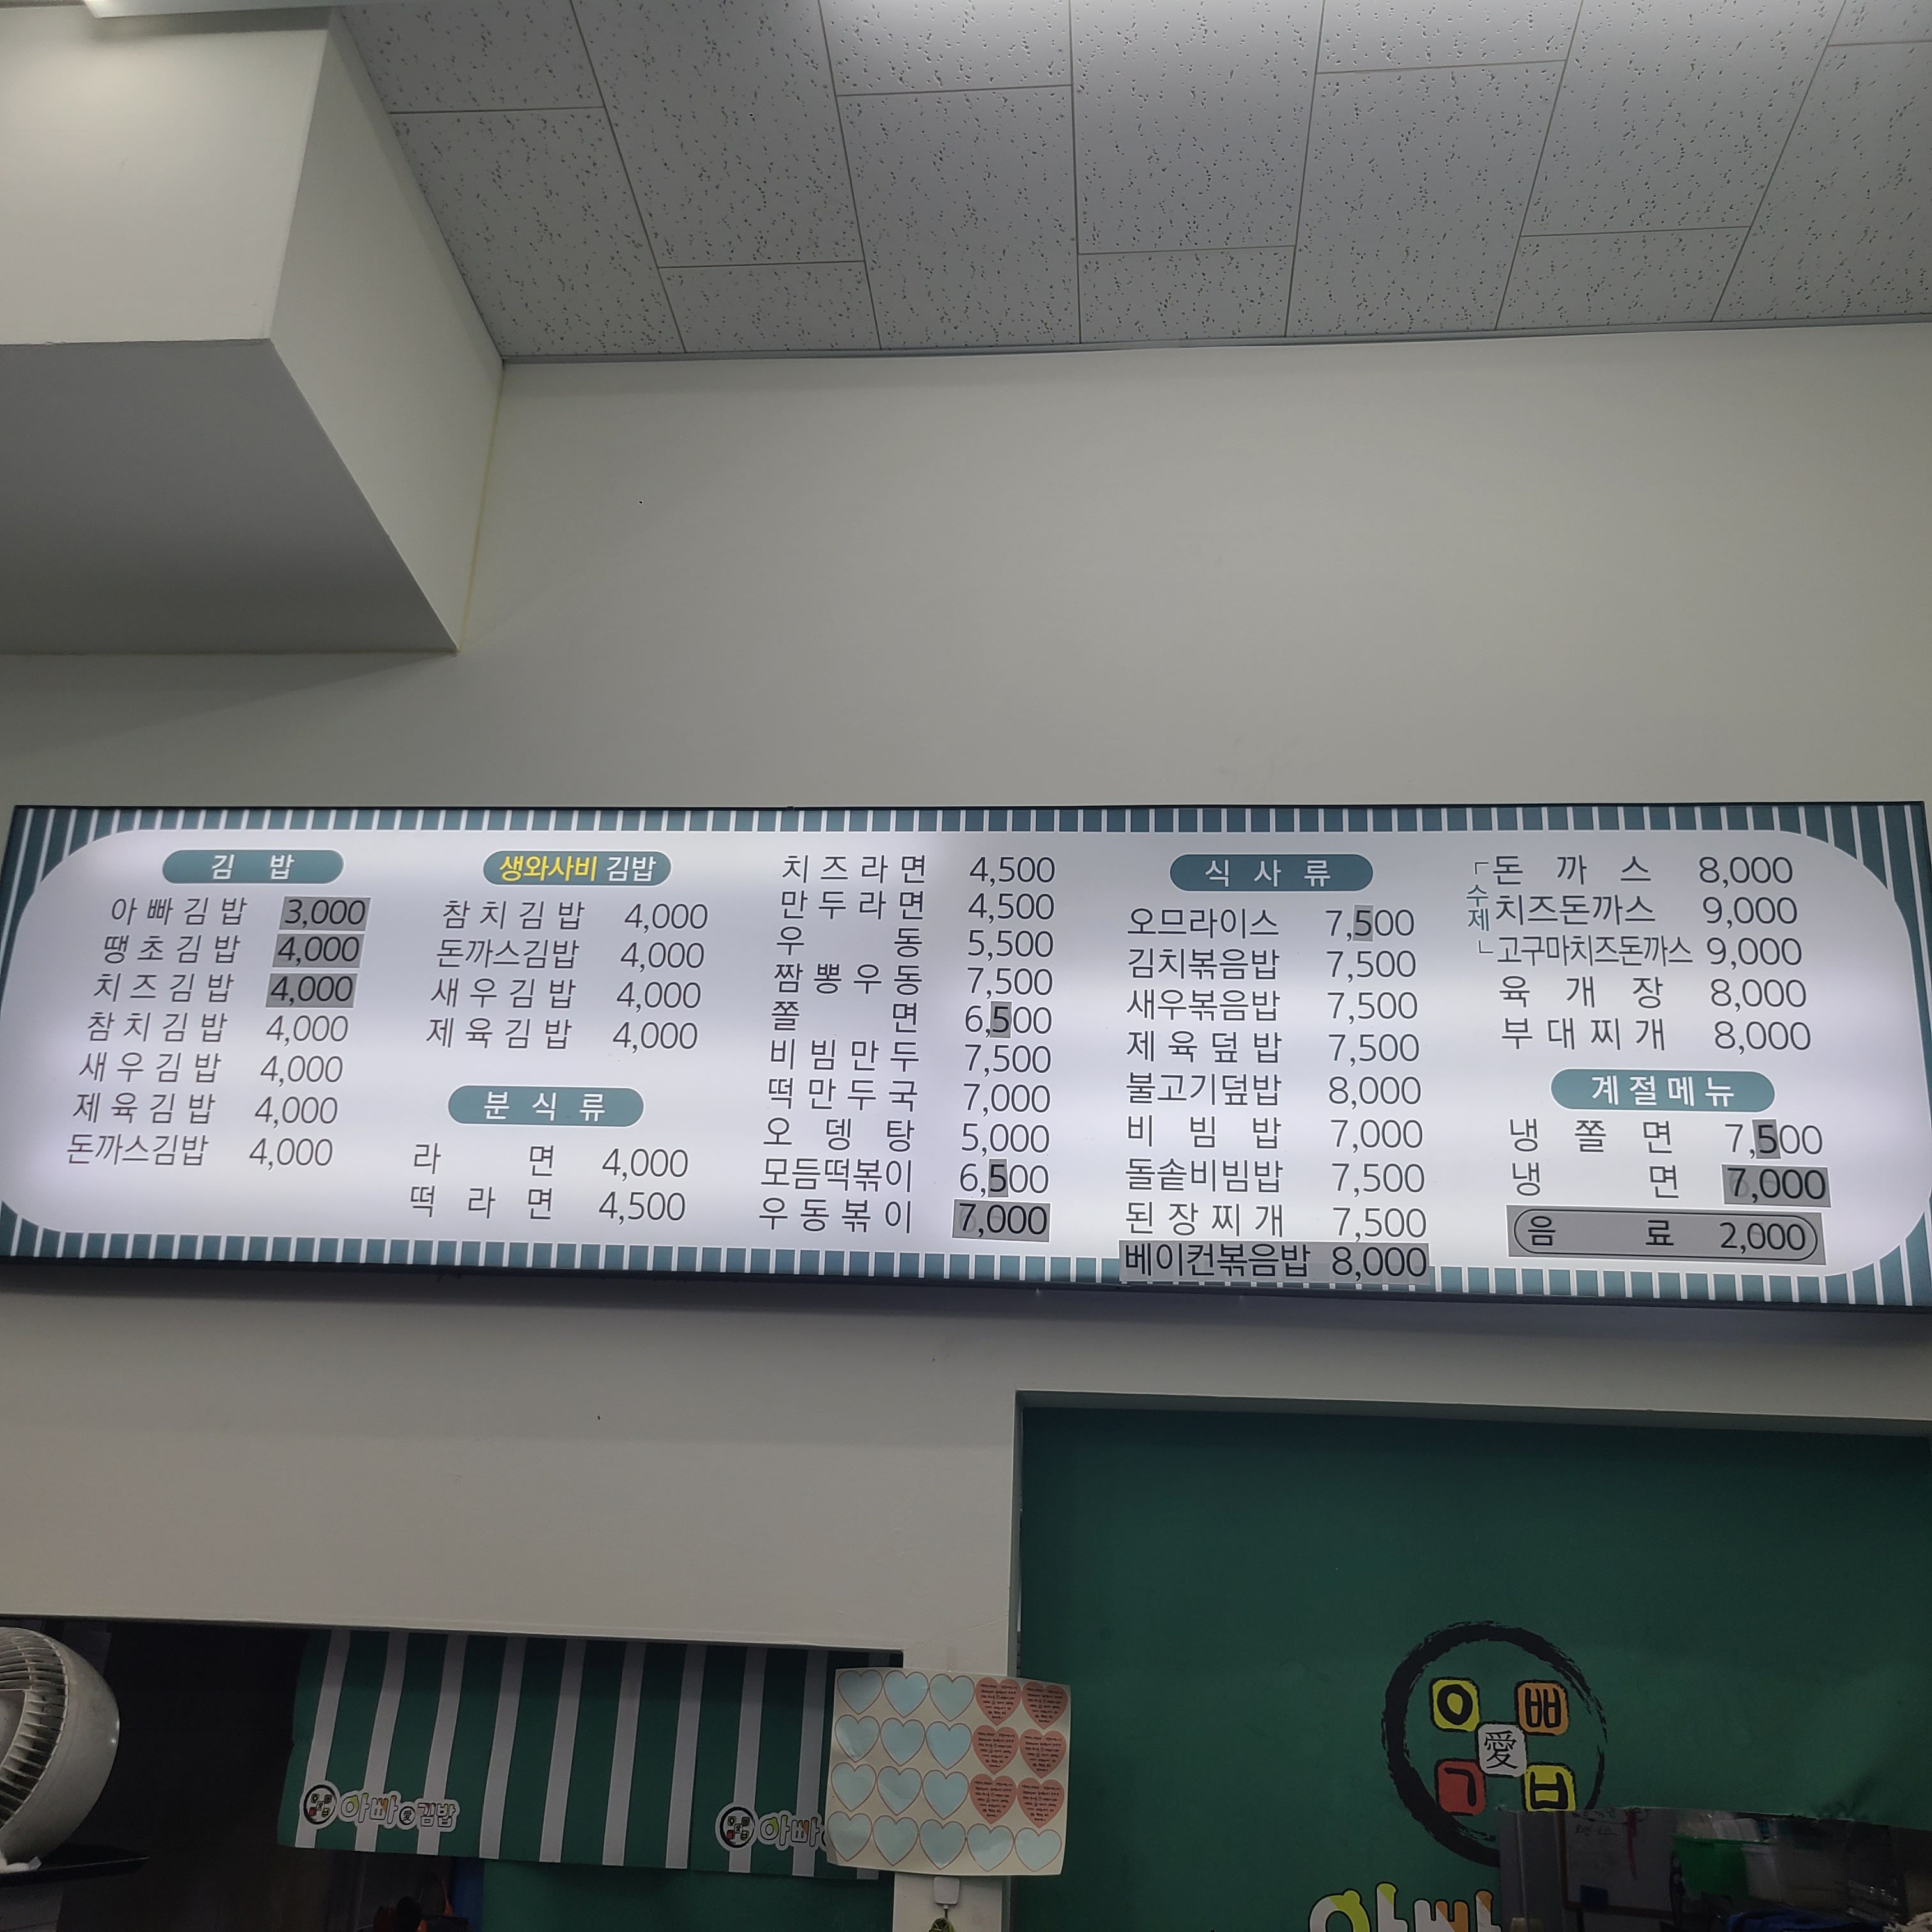 김 밥
아빠김밥 3,000
땡초김밥 4,000
치즈김밥 4,000
참치김밥 4,000
새우김밥 4,000
제육김밥 4,000
돈까스김밥 4,000
생와사비 김밥
참치김밥 4,000
돈까스김밥 4,000
새우김밥 4,000
제육김밥 4,000
분 식 류
라 면 4,000
떡 라 면 4,500
치즈라면 4,500
만두라면 4,500
우 동 5,500
짬뽕우동 7,500
쫄 면 6,500
비빔만두 7,500
떡만두국 7,000
오 뎅 탕 5,000
모듬떡볶이 6,500
우동볶이 7,000
식 사 류
오므라이스 7,500
김치볶음밥 7,500
새우볶음밥 7,500
제육덮밥 7,500
불고기덮밥 8,000
비 빔 밥 7,000
돌솥비빔밥 7,500
된장찌개 7,500
베이컨볶음밥 8,000
수제
돈 까 스 8,000
치즈돈까스 9,000
고구마치즈돈까스 9,000
육 개 장 8,000
부대찌개 8,000
계절메뉴
냉 쫄 면 7,500
냉 면 7,000
음 료 2,000
아빠愛김밥
아빠
愛
아빠